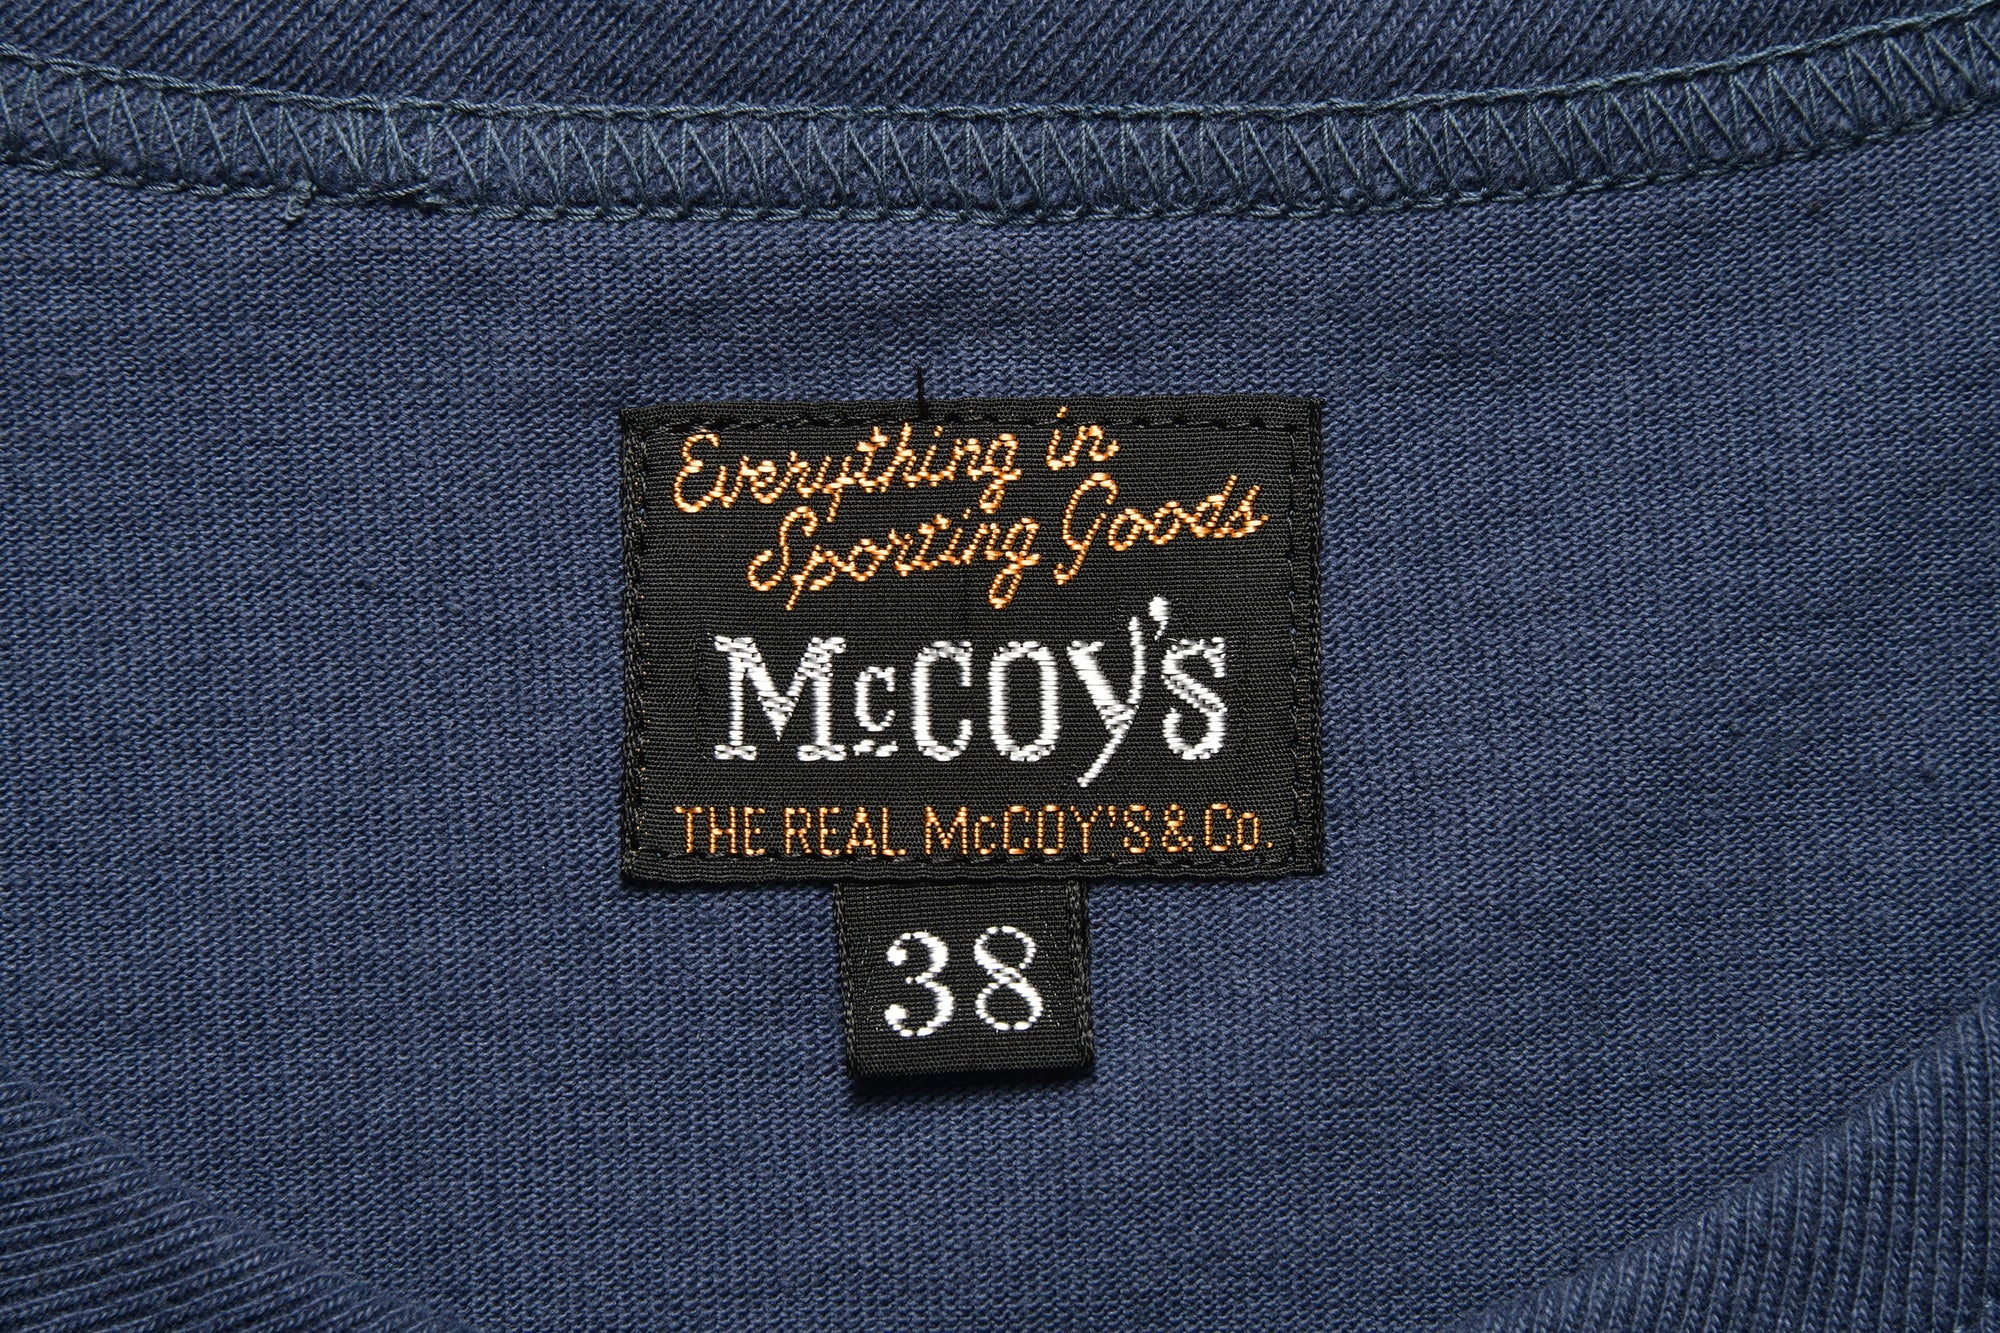 Everything in
Sporting Goods
McCOY'S
THE REAL McCOY'S & Co.
38